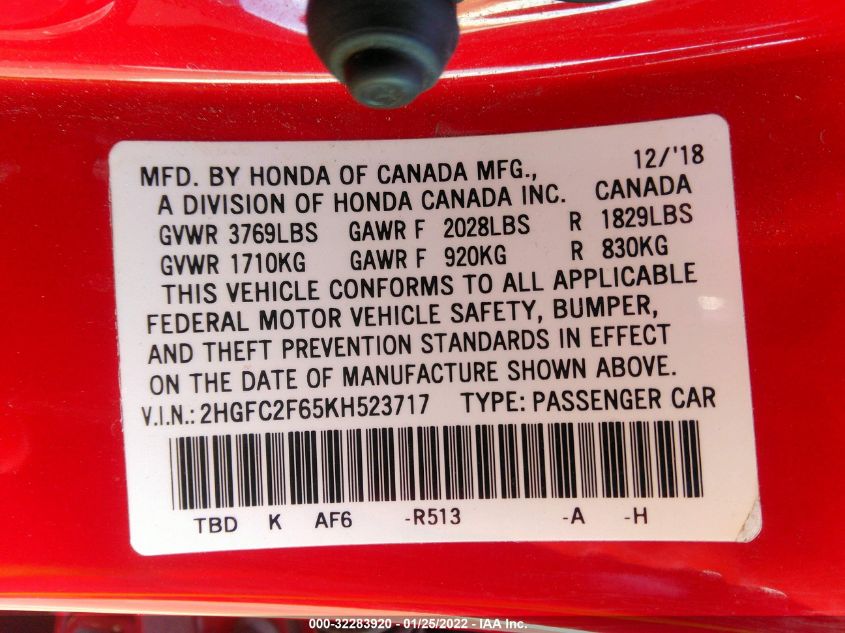 MFD. BY HONDA OF CANADA MFG., 12/'18
A DIVISION OF HONDA CANADA INC. CANADA
GVWR 3769LBS GAWR F 2028LBS R 1829LBS
GVWR 1710KG GAWR F 920KG R 830KG
THIS VEHICLE CONFORMS TO ALL APPLICABLE
FEDERAL MOTOR VEHICLE SAFETY, BUMPER,
AND THEFT PREVENTION STANDARDS IN EFFECT
ON THE DATE OF MANUFACTURE SHOWN ABOVE.
V.I.N.: 2HGFC2F65KH523717 TYPE: PASSENGER CAR
TBD K AF6 -R513 -A -H
000-32283920 - 01/25/2022 - IAA Inc.